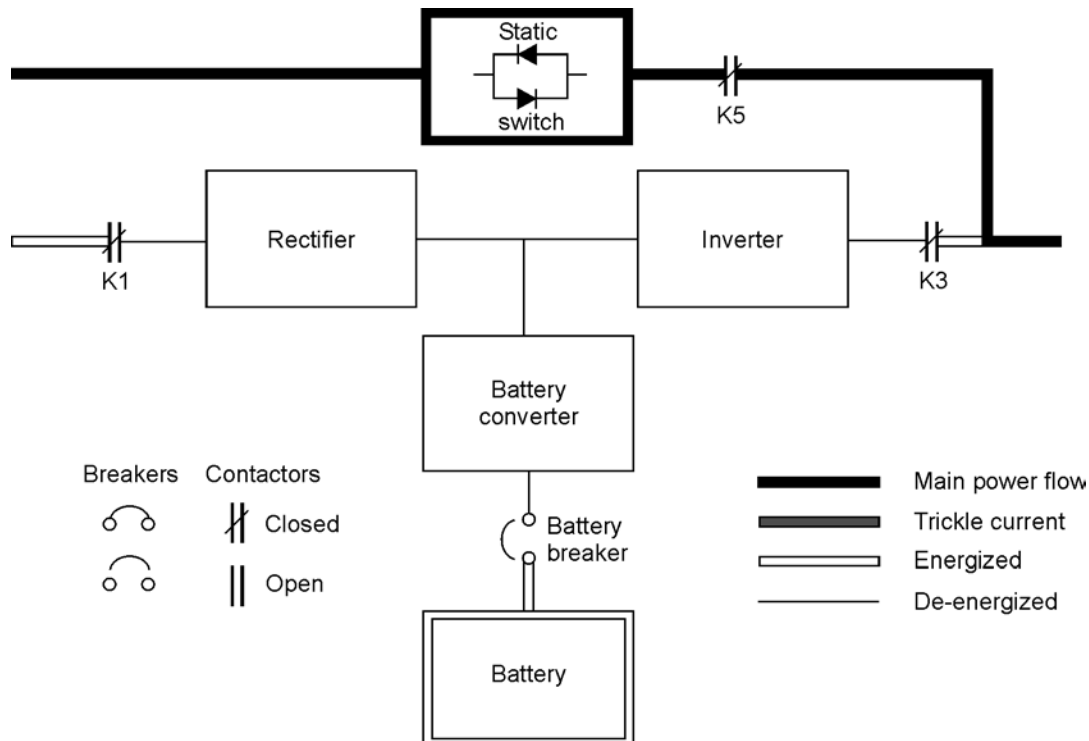 Static
switch
K5
Rectifier
Inverter
K1
K3
Battery
converter
Breakers
Contactors
Closed
Open
Battery
breaker
Main power flow
Trickle current
Energized
De-energized
Battery